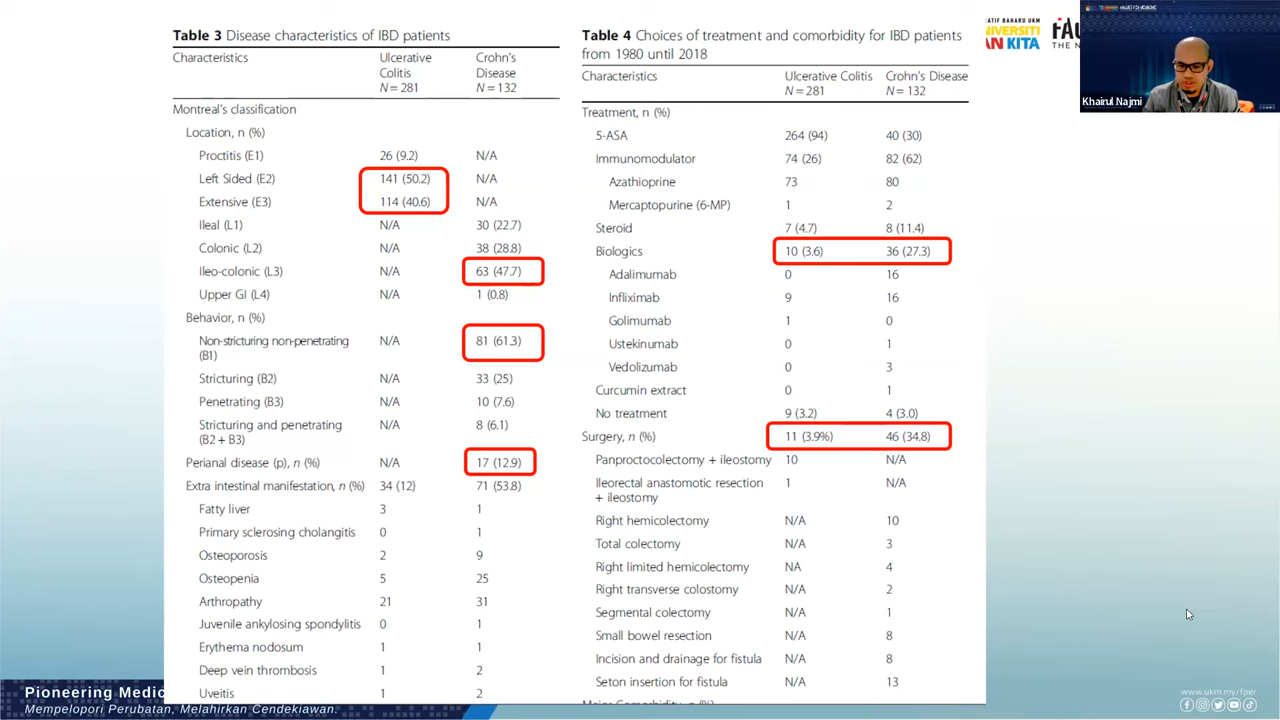 Table 3 Disease characteristics of IBD patients
Characteristics Ulcerative Colitis N = 281 Crohn's Disease N = 132
Montreal's classification
Location, n (%)
Proctitis (E1) 26 (9.2) N/A
Left Sided (E2) 141 (50.2) N/A
Extensive (E3) 114 (40.6) N/A
Ileal (L1) N/A 30 (22.7)
Colonic (L2) N/A 38 (28.8)
Ileo-colonic (L3) N/A 63 (47.7)
Upper GI (L4) N/A 1 (0.8)
Behavior, n (%)
Non-stricturing non-penetrating (B1) N/A 81 (61.3)
Stricturing (B2) N/A 33 (25)
Penetrating (B3) N/A 10 (7.6)
Stricturing and penetrating (B2 + B3) N/A 8 (6.1)
Perianal disease (p), n (%) N/A 17 (12.9)
Extra intestinal manifestation, n (%) 34 (12) 71 (53.8)
Fatty liver 3 1
Primary sclerosing cholangitis 0 1
Osteoporosis 2 9
Osteopenia 5 25
Arthropathy 21 31
Juvenile ankylosing spondylitis 0 1
Erythema nodosum 1 1
Deep vein thrombosis 1 2
Uveitis 1 2
Table 4 Choices of treatment and comorbidity for IBD patients
from 1980 until 2018
Characteristics Ulcerative Colitis N = 281 Crohn's Disease N = 132
Treatment, n (%)
5-ASA 264 (94) 40 (30)
Immunomodulator 74 (26) 82 (62)
Azathioprine 73 80
Mercaptopurine (6-MP) 1 2
Steroid 7 (4.7) 8 (11.4)
Biologics 10 (3.6) 36 (27.3)
Adalimumab 0 16
Infliximab 9 16
Golimumab 1 0
Ustekinumab 0 1
Vedolizumab 0 3
Curcumin extract 0 1
No treatment 9 (3.2) 4 (3.0)
Surgery, n (%) 11 (3.9%) 46 (34.8)
Panproctocolectomy + ileostomy 10 N/A
Ileorectal anastomotic resection + ileostomy 1 N/A
Right hemicolectomy N/A 10
Total colectomy N/A 3
Right limited hemicolectomy NA 4
Right transverse colostomy N/A 2
Segmental colectomy N/A 1
Small bowel resection N/A 8
Incision and drainage for fistula N/A 8
Seton insertion for fistula N/A 13
Major Comorbidity, n (%)
RATIF BAHARU UKM
NIVERSITI
AN KITA
FAK
THE N
Khairul Najmi
Pioneering Medic
Mempelopori Perubatan, Melahirkan Cendekiawan.
www.ukm.my/fper